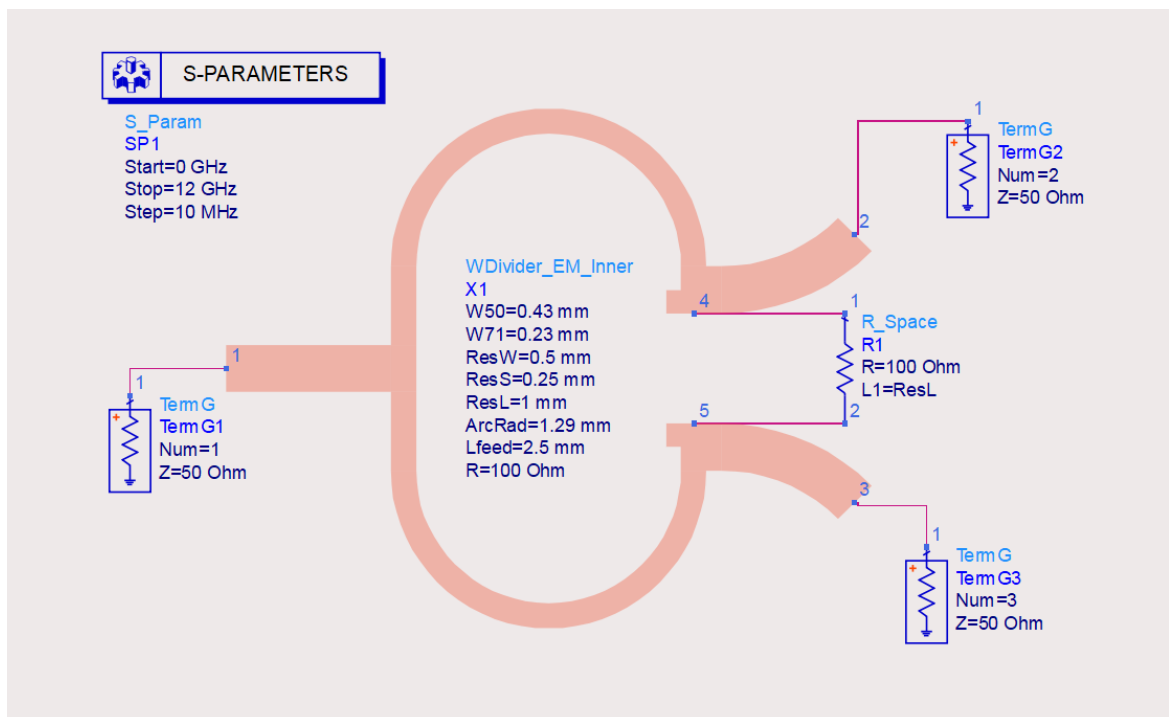 S-PARAMETERS
S_Param
SP1
Start=0 GHz
Stop=12 GHz
Step=10 MHz
1
TermG
TermG2
Num=2
Z=50 Ohm
2
WDivider_EM_Inner
X1
W50=0.43 mm
W71=0.23 mm
ResW=0.5 mm
ResS=0.25 mm
ResL=1 mm
ArcRad=1.29 mm
Lfeed=2.5 mm
R=100 Ohm
4
1
R_Space
R1
R=100 Ohm
L1=ResL
2
5
1
1
TermG
TermG1
Num=1
Z=50 Ohm
3
1
TermG
TermG3
Num=3
Z=50 Ohm